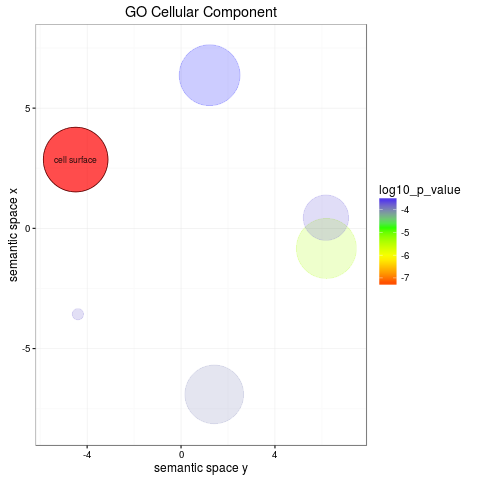 GO Cellular Component
semantic space x
5
0
-5
cell surface
-4
0
4
semantic space y
log10_p_value
-4
-5
-6
-7